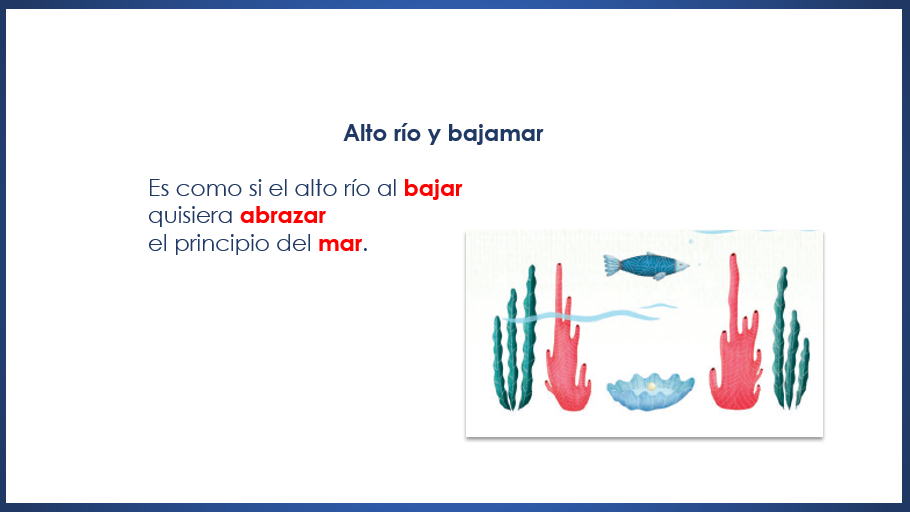 Alto río y bajamar
Es como si el alto río al bajar
quisiera abrazar
el principio del mar.